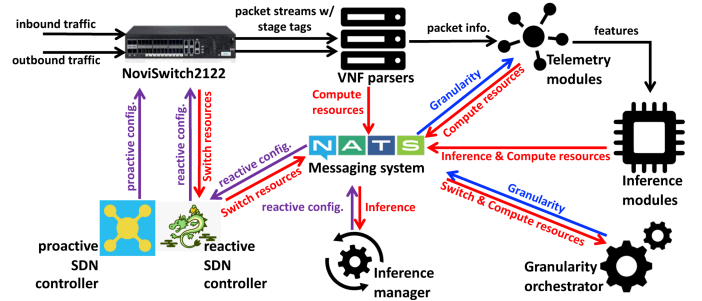 inbound traffic
outbound traffic
NoviSwitch2122
packet streams w/
stage tags
VNF parsers
packet info.
Telemetry
modules
features
proactive config.
reactive config.
Switch resources
Compute
resources
Granularity
Compute resources
NATS
Messaging system
reactive config.
Switch resources
Inference & Compute resources
Inference
modules
Granularity
Switch & Compute resources
reactive config.
Inference
proactive
SDN
controller
reactive
SDN
controller
Inference
manager
Granularity
orchestrator